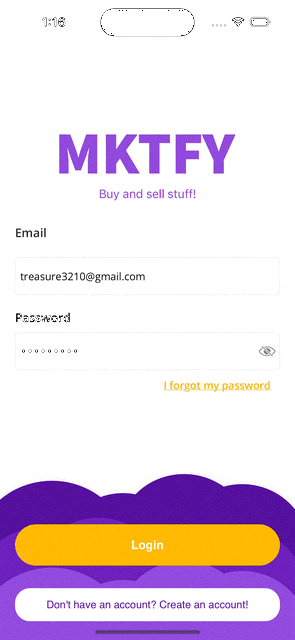 1:16
MKTFY
Buy and sell stuff!
Email
treasure3210@gmail.com
Password
I forgot my password
Login
Don't have an account? Create an account!